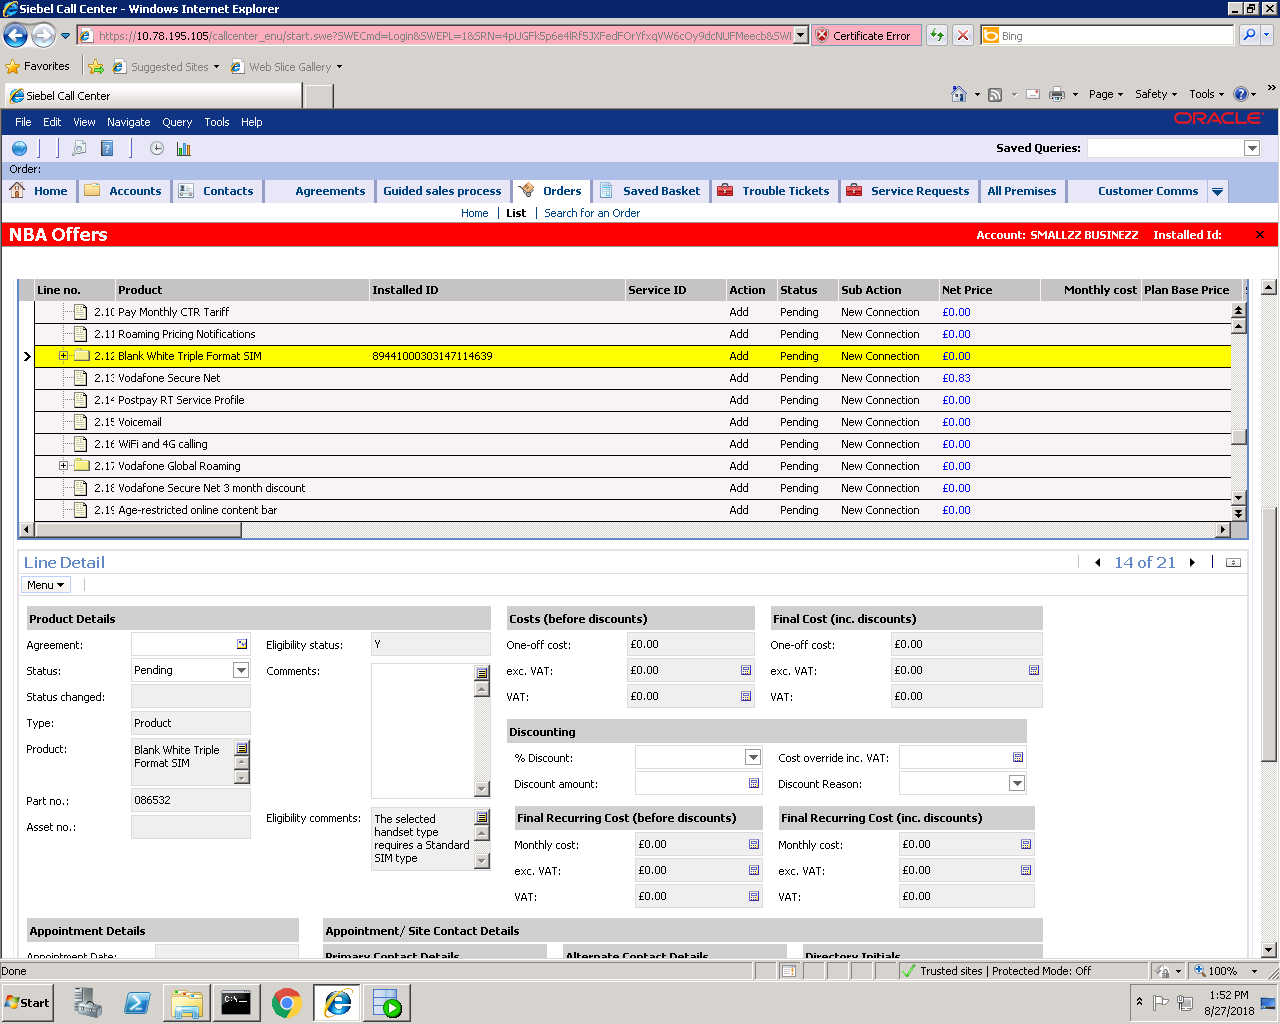 Siebel Call Center - Windows Internet Explorer
https://10.78.195.105/callcenter_enu/start.swe?SWECmd=Login&SWEPL=1&SRN=
Certificate Error
Bing
Favorites
Suggested Sites
Web Slice Gallery
Siebel Call Center
Page Safety Tools
File Edit View Navigate Query Tools Help
ORACLE
Saved Queries:
Order:
Home Accounts Contacts Agreements Guided sales process Orders Saved Basket Trouble Tickets Service Requests All Premises Customer Comms
Home | List | Search for an Order
NBA Offers
Account: SMALLZZ BUSINEZZ Installed Id:
Line no. Product Installed ID Service ID Action Status Sub Action Net Price Monthly cost Plan Base Price
2.10 Pay Monthly CTR Tariff Add Pending New Connection £0.00
2.11 Roaming Pricing Notifications Add Pending New Connection £0.00
2.12 Blank White Triple Format SIM 89441000303147114639 Add Pending New Connection £0.00
2.13 Vodafone Secure Net Add Pending New Connection £0.83
2.14 Postpay RT Service Profile Add Pending New Connection £0.00
2.15 Voicemail Add Pending New Connection £0.00
2.16 WiFi and 4G calling Add Pending New Connection £0.00
2.17 Vodafone Global Roaming Add Pending New Connection £0.00
2.18 Vodafone Secure Net 3 month discount Add Pending New Connection £0.00
2.19 Age-restricted online content bar Add Pending New Connection £0.00
Line Detail
14 of 21
Menu
Product Details
Agreement:
Status: Pending
Status changed:
Type: Product
Product: Blank White Triple
Format SIM
Part no.: 086532
Asset no.:
Eligibility status: Y
Comments:
Eligibility comments: The selected
handset type
requires a Standard
SIM type
Costs (before discounts)
One-off cost: £0.00
exc. VAT: £0.00
VAT: £0.00
Final Cost (inc. discounts)
One-off cost: £0.00
exc. VAT: £0.00
VAT: £0.00
Discounting
% Discount:
Cost override inc. VAT:
Discount amount:
Discount Reason:
Final Recurring Cost (before discounts)
Monthly cost: £0.00
exc. VAT: £0.00
VAT: £0.00
Final Recurring Cost (inc. discounts)
Monthly cost: £0.00
exc. VAT: £0.00
VAT: £0.00
Appointment Details
Appointment Date:
Appointment/ Site Contact Details
Primary Contact Details
Alternate Contact Details
Directory Initials
Done
Trusted sites | Protected Mode: Off
100%
Start
C:\
1:52 PM
8/27/2018